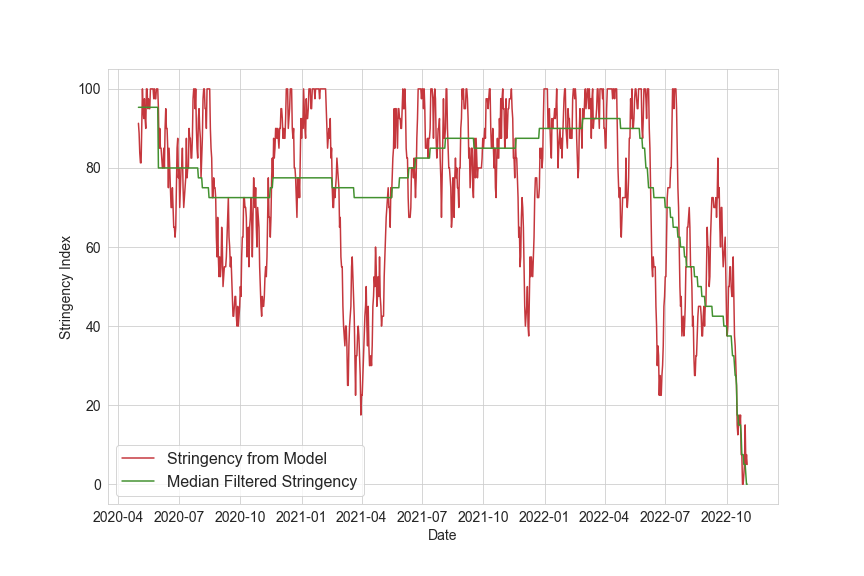 Stringency Index
100
80
60
40
20
0
Stringency from Model
Median Filtered Stringency
2020-04 2020-07 2020-10 2021-01 2021-04 2021-07 2021-10 2022-01 2022-04 2022-07 2022-10
Date